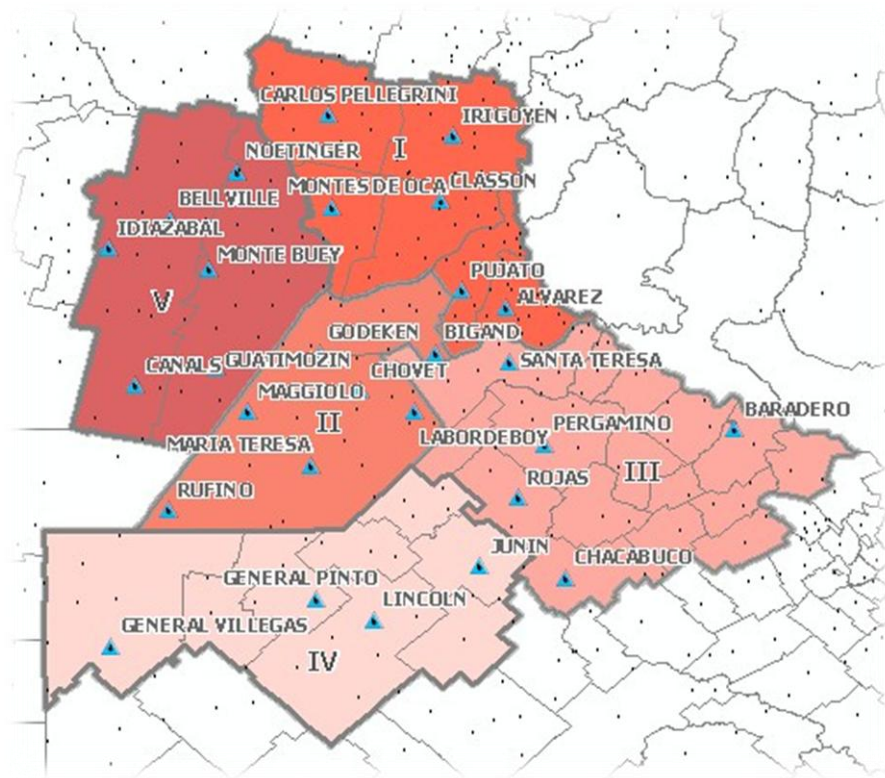 CARLOS PELLEGRINI
IRIGOYEN
I
NOETINGER
BELLVILLE
MONTES DE OCA
CLASSON
IDIAZABAL
MONTE BUEY
PUJATO
V
ALVAREZ
GODEKEN
BIGAND
CANALS
GUATIMOZIN
CHOVET
SANTA TERESA
MAGGIOLO
II
BARADERO
MARIA TERESA
LABORDEBOY
PERGAMINO
III
RUFINO
ROJAS
JUNIN
CHACABUCO
GENERAL PINTO
LINCOLN
GENERAL VILLEGAS
IV